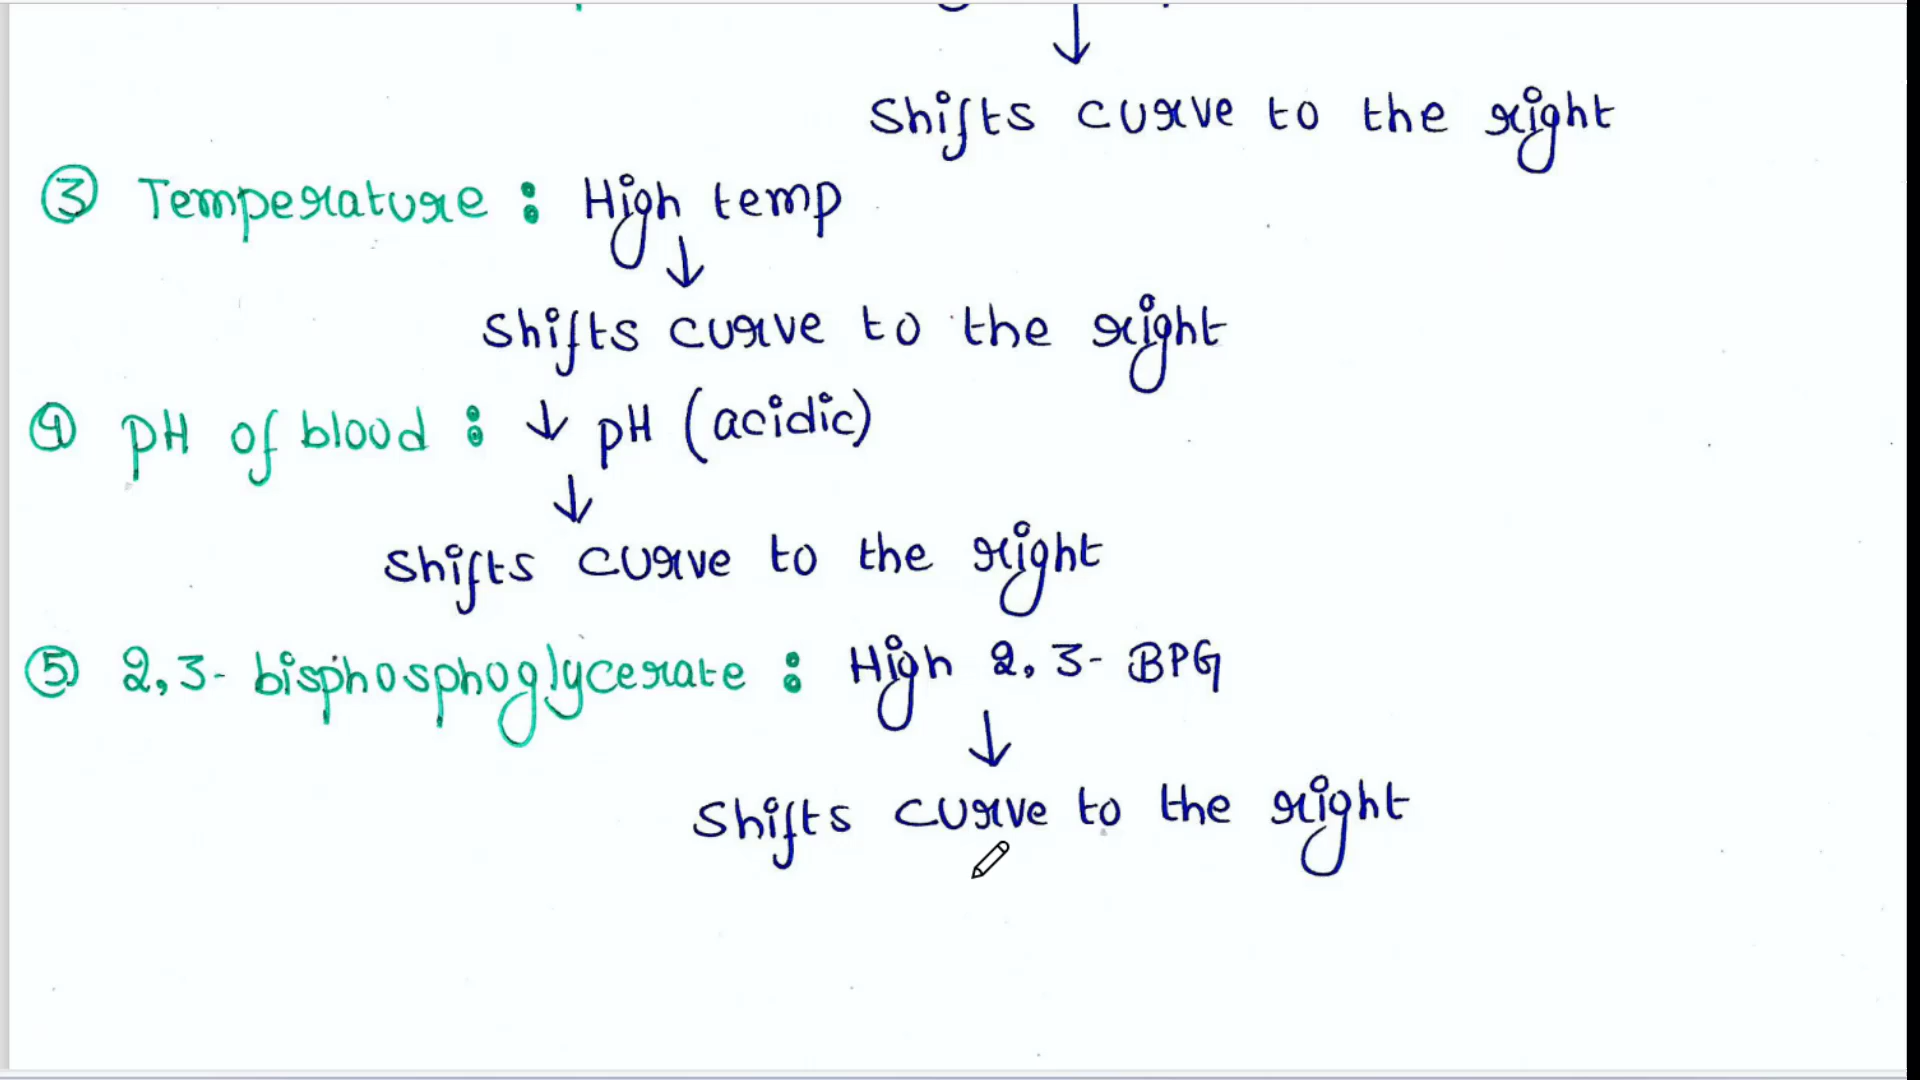 ↓
Shifts curve to the right
③ Temperature : High temp
↓
Shifts curve to the right
④ pH of blood : ↓ pH (acidic)
↓
Shifts curve to the right
⑤ 2,3- bisphosphoglycerate : High 2,3- BPG
↓
Shifts curve to the right